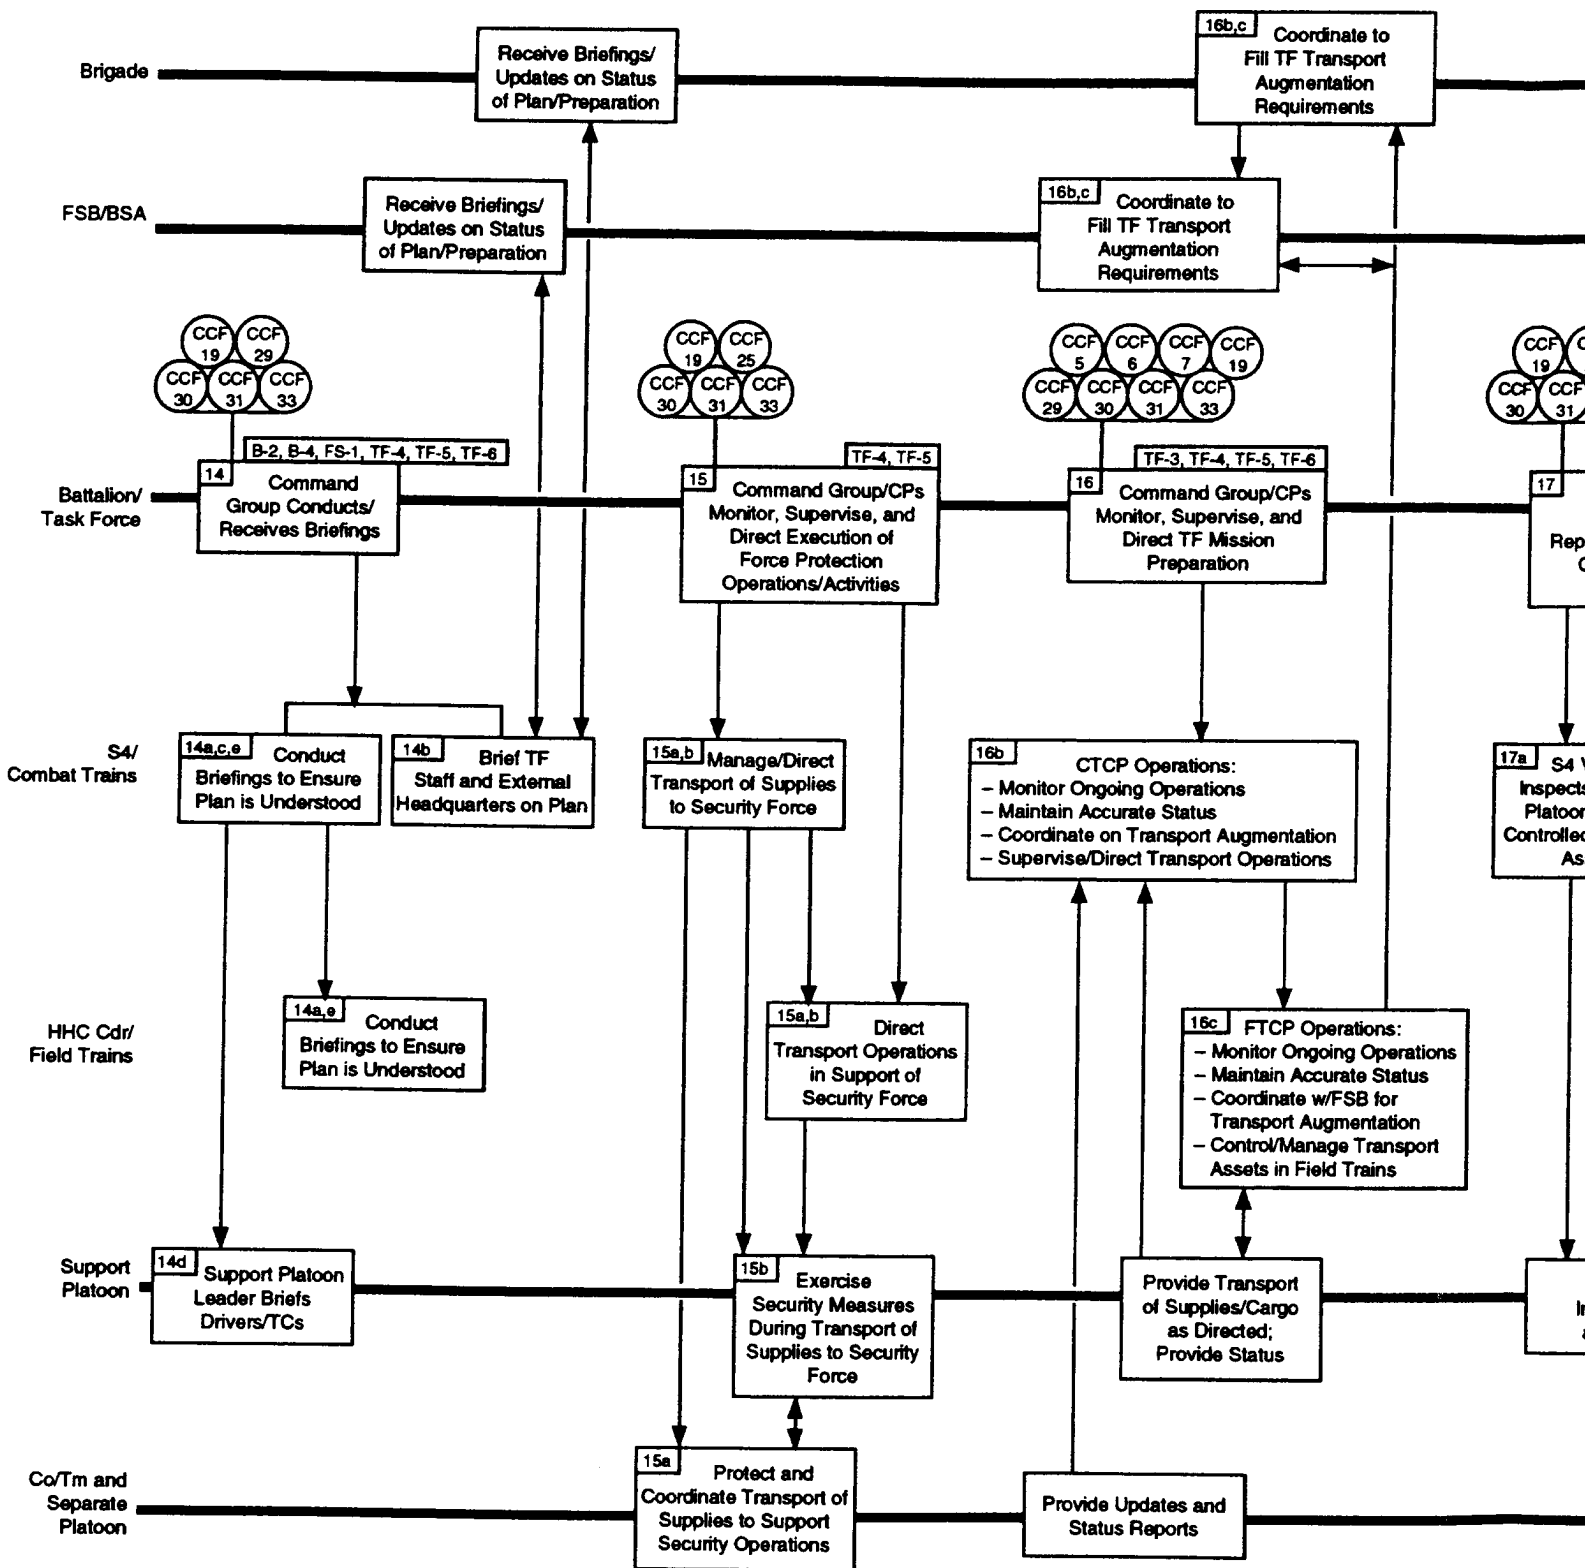 Brigade
Receive Briefings/
Updates on Status
of Plan/Preparation
16b,c
Coordinate to
Fill TF Transport
Augmentation
Requirements
FSB/BSA
Receive Briefings/
Updates on Status
of Plan/Preparation
16b,c
Coordinate to
Fill TF Transport
Augmentation
Requirements
CCF 19
CCF 29
CCF 30
CCF 31
CCF 33
CCF 19
CCF 25
CCF 30
CCF 31
CCF 33
CCF 5
CCF 6
CCF 7
CCF 19
CCF 29
CCF 30
CCF 31
CCF 33
CCF 19
CCF 30
CCF 31
Battalion/
Task Force
B-2, B-4, FS-1, TF-4, TF-5, TF-6
14
Command
Group Conducts/
Receives Briefings
TF-4, TF-5
15
Command Group/CPs
Monitor, Supervise, and
Direct Execution of
Force Protection
Operations/Activities
TF-3, TF-4, TF-5, TF-6
16
Command Group/CPs
Monitor, Supervise, and
Direct TF Mission
Preparation
17
Rep
S4/
Combat Trains
14a,c,e
Conduct
Briefings to Ensure
Plan is Understood
14b
Brief TF
Staff and External
Headquarters on Plan
15a,b
Manage/Direct
Transport of Supplies
to Security Force
16b
CTCP Operations:
– Monitor Ongoing Operations
– Maintain Accurate Status
– Coordinate on Transport Augmentation
– Supervise/Direct Transport Operations
17a
S4
Inspects
Platoon
Controlled
As
HHC Cdr/
Field Trains
14a,e
Conduct
Briefings to Ensure
Plan is Understood
15a,b
Direct
Transport Operations
in Support of
Security Force
16c
FTCP Operations:
– Monitor Ongoing Operations
– Maintain Accurate Status
– Coordinate w/FSB for
Transport Augmentation
– Control/Manage Transport
Assets in Field Trains
Support
Platoon
14d
Support Platoon
Leader Briefs
Drivers/TCs
15b
Exercise
Security Measures
During Transport of
Supplies to Security
Force
Provide Transport
of Supplies/Cargo
as Directed;
Provide Status
Co/Tm and
Separate
Platoon
15a
Protect and
Coordinate Transport of
Supplies to Support
Security Operations
Provide Updates and
Status Reports